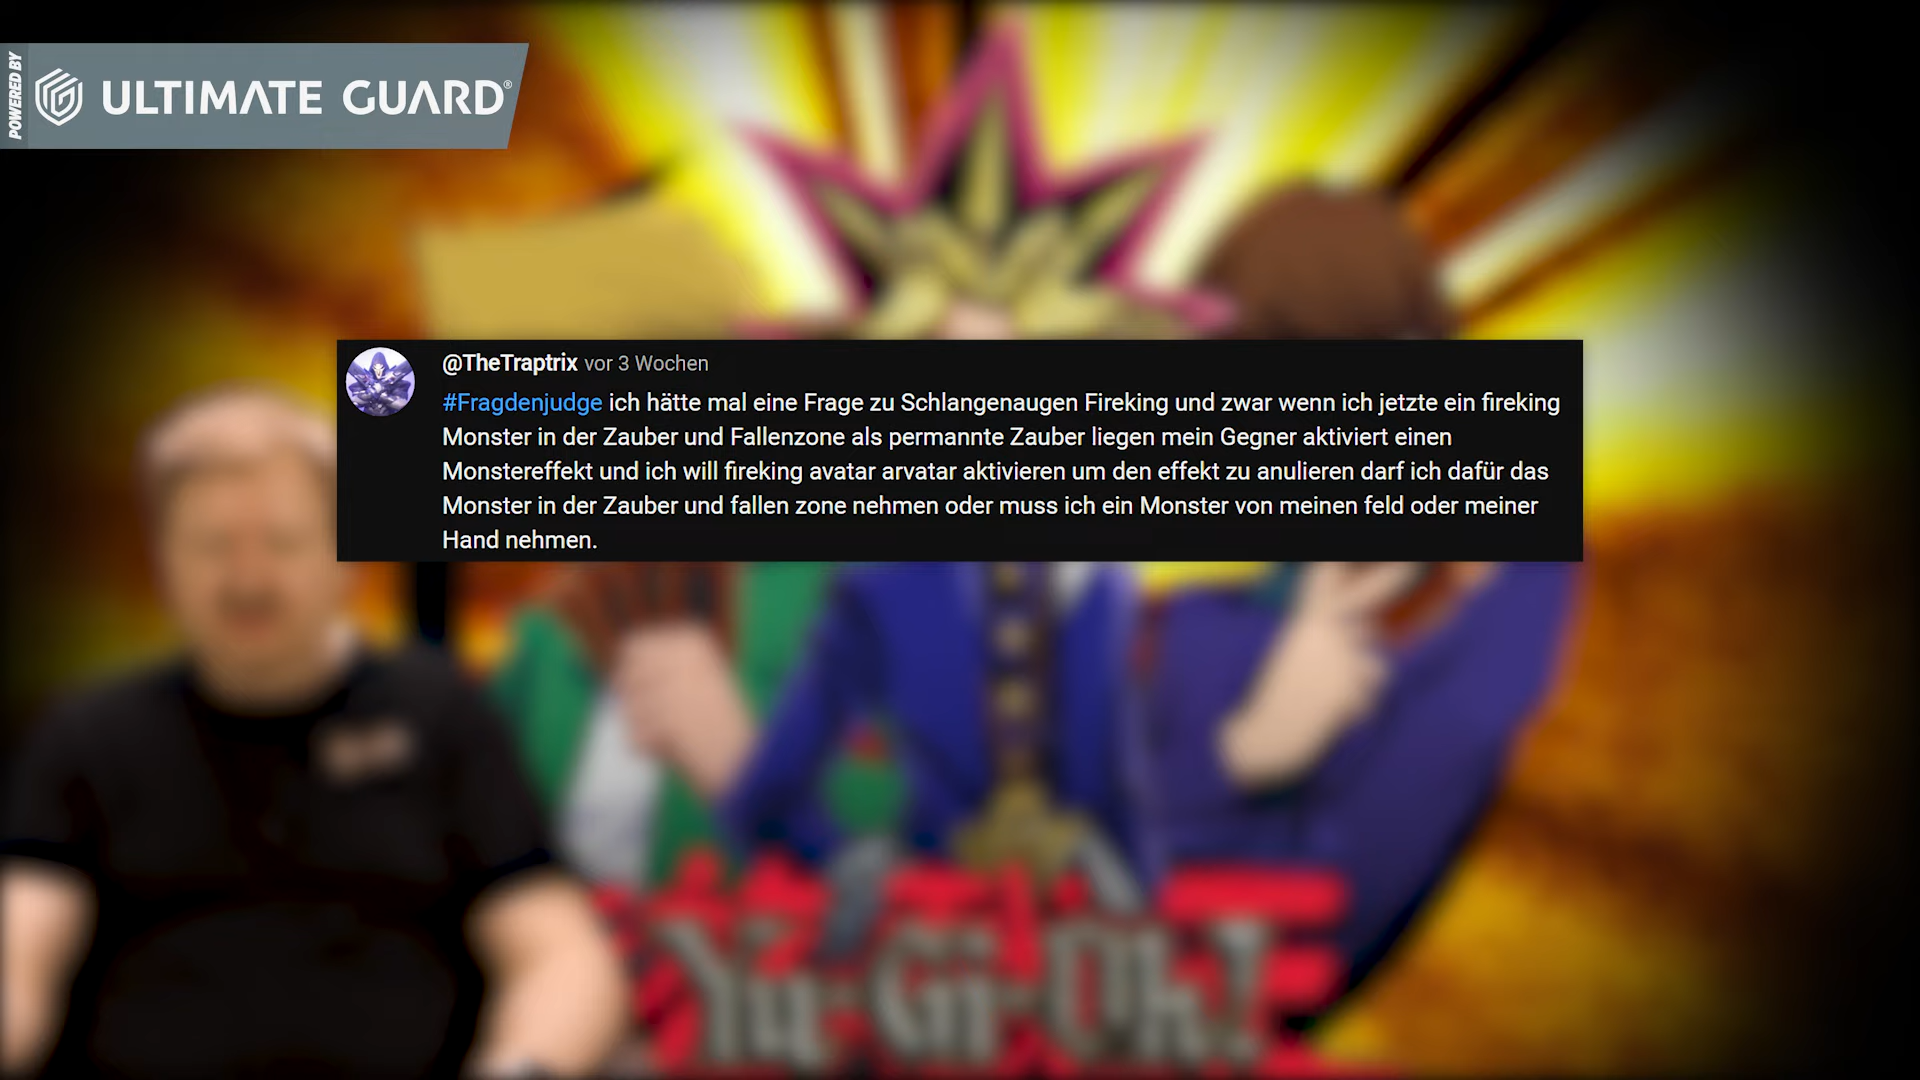 POWERED BY
ULTIMATE GUARD®
@TheTraptrix vor 3 Wochen
#Fragdenjudge ich hätte mal eine Frage zu Schlangenaugen Fireking und zwar wenn ich jetzte ein fireking
Monster in der Zauber und Fallenzone als permannte Zauber liegen mein Gegner aktiviert einen
Monstereffekt und ich will fireking avatar arvatar aktivieren um den effekt zu anulieren darf ich dafür das
Monster in der Zauber und fallen zone nehmen oder muss ich ein Monster von meinen feld oder meiner
Hand nehmen.
Yu-Gi-Oh!